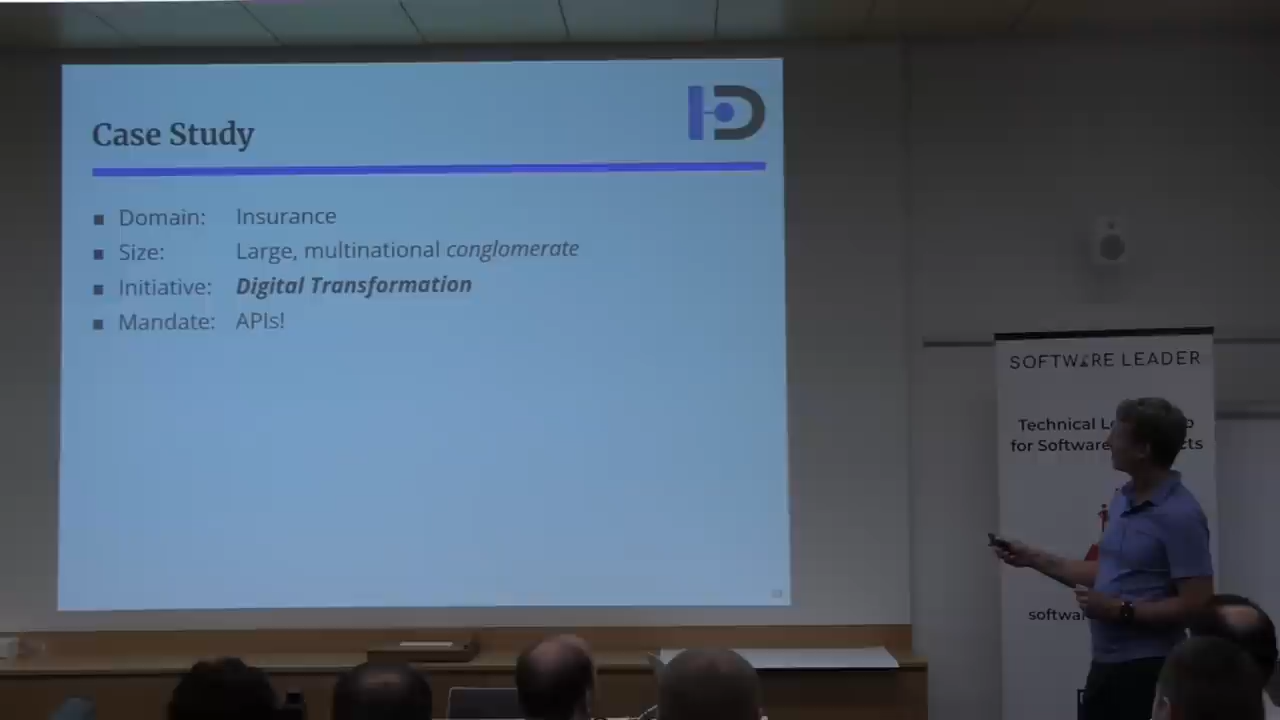 Case Study
Domain: Insurance
Size: Large, multinational conglomerate
Initiative: Digital Transformation
Mandate: APIs!
SOFTWARE LEADER
Technical
for Software